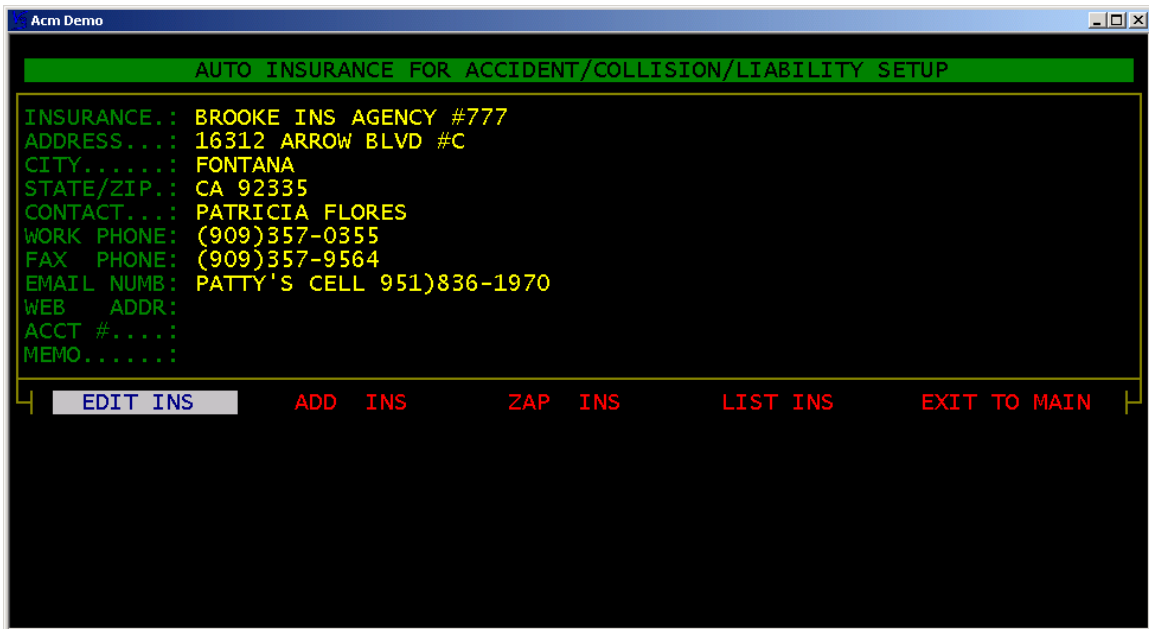 Acm Demo
AUTO INSURANCE FOR ACCIDENT/COLLISION/LIABILITY SETUP
INSURANCE.: BROOKE INS AGENCY #777
ADDRESS...: 16312 ARROW BLVD #C
CITY......: FONTANA
STATE/ZIP.: CA 92335
CONTACT...: PATRICIA FLORES
WORK PHONE: (909)357-0355
FAX  PHONE: (909)357-9564
EMAIL NUMB: PATTY'S CELL 951)836-1970
WEB   ADDR:
ACCT #....:
MEMO......:
EDIT INS ADD  INS ZAP  INS LIST INS EXIT TO MAIN